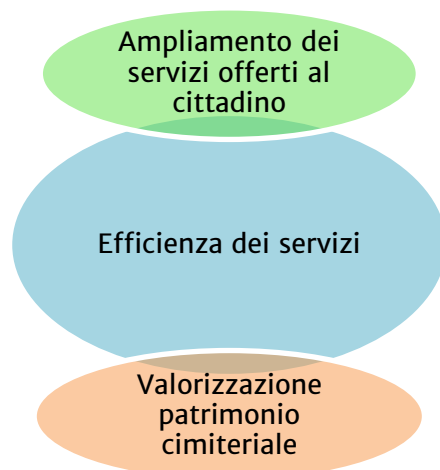 Ampliamento dei
servizi offerti al
cittadino
Efficienza dei servizi
Valorizzazione
patrimonio
cimiteriale